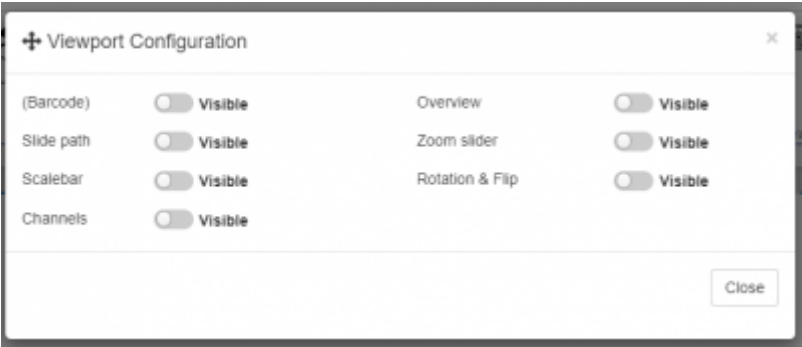 Viewport Configuration ×
(Barcode) Visible Overview Visible
Slide path Visible Zoom slider Visible
Scalebar Visible Rotation & Flip Visible
Channels Visible
Close